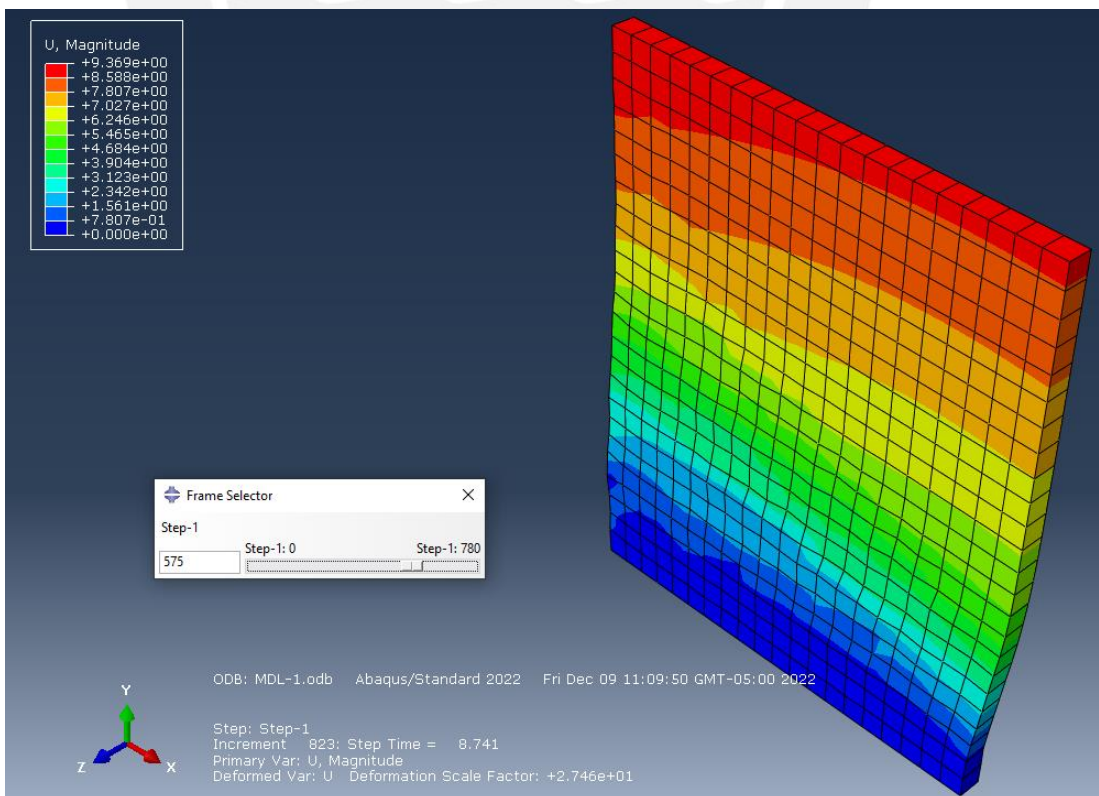 U, Magnitude
+9.369e+00
+8.588e+00
+7.807e+00
+7.027e+00
+6.246e+00
+5.465e+00
+4.684e+00
+3.904e+00
+3.123e+00
+2.342e+00
+1.561e+00
+7.807e-01
+0.000e+00
Frame Selector
Step-1
Step-1: 0 Step-1: 780
575
ODB: MDL-1.odb Abaqus/Standard 2022 Fri Dec 09 11:09:50 GMT-05:00 2022
Step: Step-1
Increment 823: Step Time = 8.741
Primary Var: U, Magnitude
Deformed Var: U Deformation Scale Factor: +2.746e+01
Y
Z
X